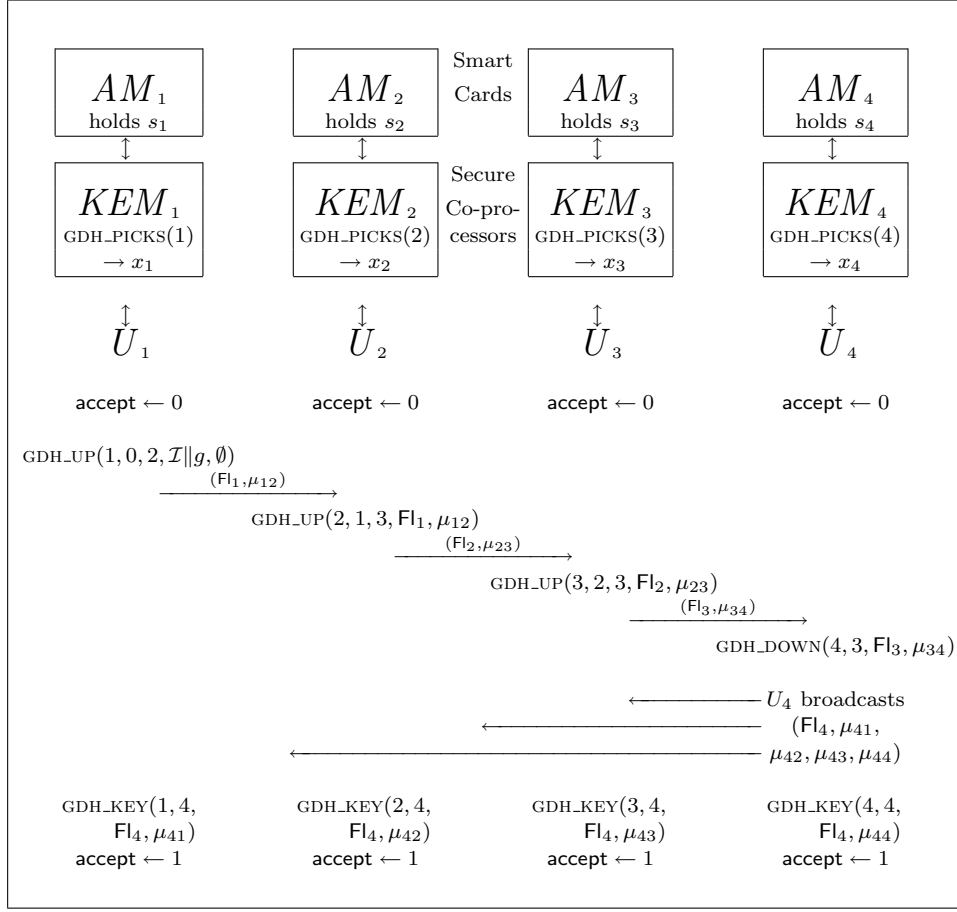 AM₁ AM₂ Smart AM₃ AM₄
holds s₁ holds s₂ Cards holds s₃ holds s₄
KEM₁ KEM₂ Secure KEM₃ KEM₄
GDH_PICKS(1) GDH_PICKS(2) Co-pro- GDH_PICKS(3) GDH_PICKS(4)
→ x₁ → x₂ cessors → x₃ → x₄
U₁ U₂ U₃ U₄
accept ← 0 accept ← 0 accept ← 0 accept ← 0
GDH_UP(1, 0, 2, 𝓘‖g, ∅)
(Fl₁,μ₁₂)
GDH_UP(2, 1, 3, Fl₁, μ₁₂)
(Fl₂,μ₂₃)
GDH_UP(3, 2, 3, Fl₂, μ₂₃)
(Fl₃,μ₃₄)
GDH_DOWN(4, 3, Fl₃, μ₃₄)
U₄ broadcasts
(Fl₄, μ₄₁,
μ₄₂, μ₄₃, μ₄₄)
GDH_KEY(1, 4, GDH_KEY(2, 4, GDH_KEY(3, 4, GDH_KEY(4, 4,
Fl₄, μ₄₁) Fl₄, μ₄₂) Fl₄, μ₄₃) Fl₄, μ₄₄)
accept ← 1 accept ← 1 accept ← 1 accept ← 1